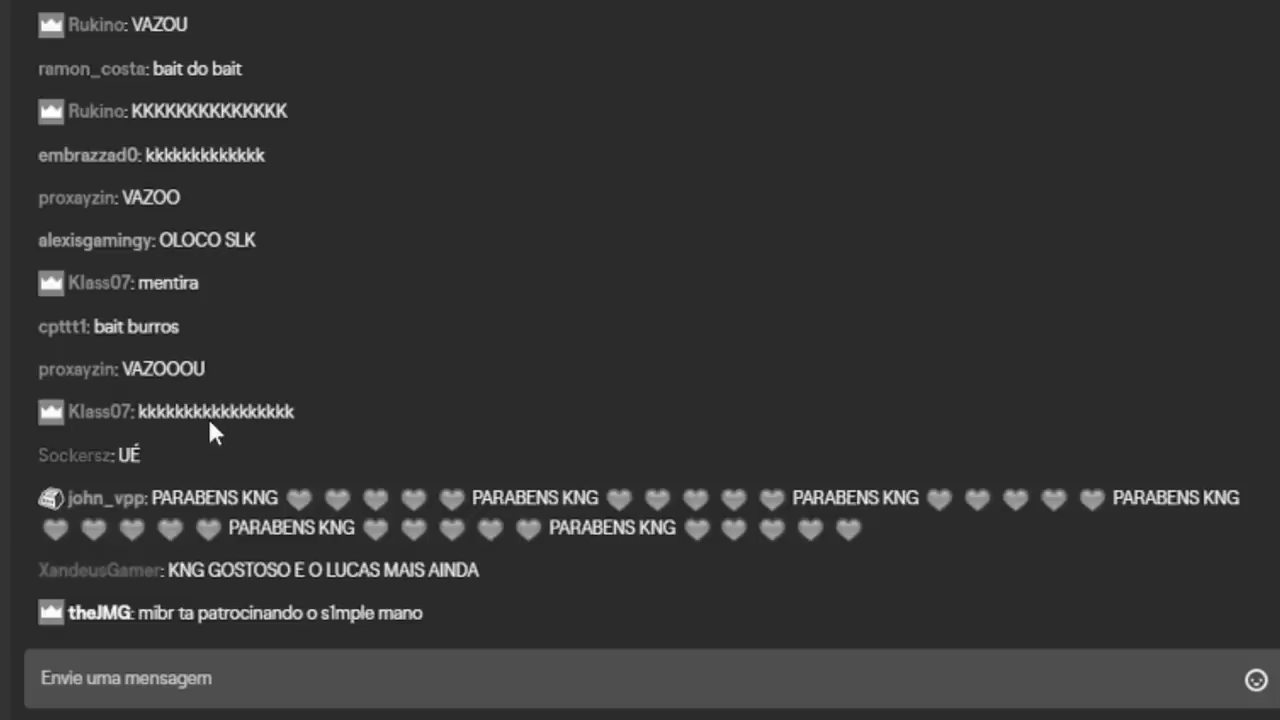 Rukino: VAZOU
ramon_costa: bait do bait
Rukino: KKKKKKKKKKKKKK
embrazzad0: kkkkkkkkkkkkk
proxayzin: VAZOO
alexisgamingy: OLOCO SLK
Klass07: mentira
cpttt1: bait burros
proxayzin: VAZOOOU
Klass07: kkkkkkkkkkkkkkkkk
Sockersz: UÉ
john_vpp: PARABENS KNG PARABENS KNG PARABENS KNG PARABENS KNG
PARABENS KNG PARABENS KNG
XandeusGamer: KNG GOSTOSO E O LUCAS MAIS AINDA
theJMG: mibr ta patrocinando o s1mple mano
Envie uma mensagem